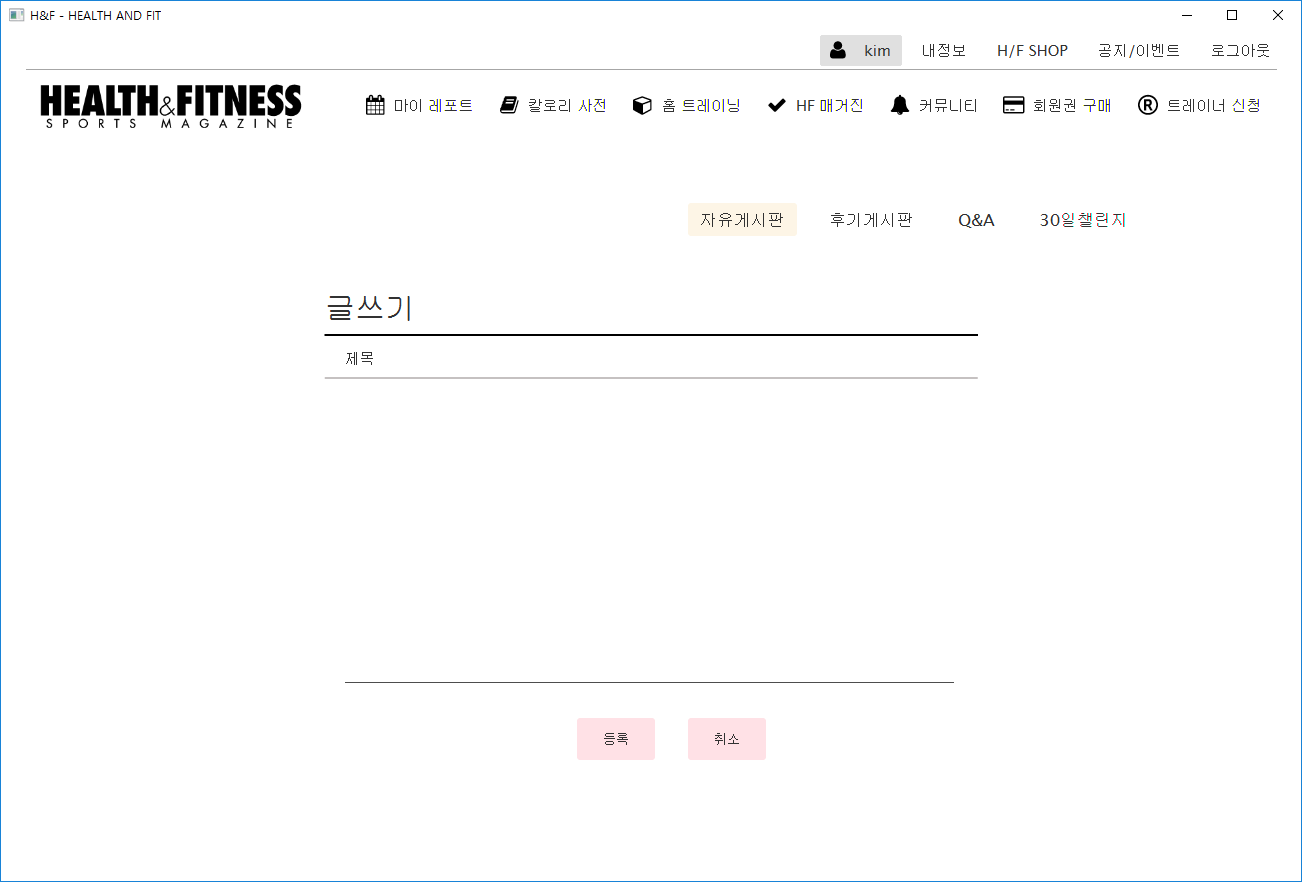 H&F - HEALTH AND FIT
kim 내정보 H/F SHOP 공지/이벤트 로그아웃
HEALTH&FITNESS
SPORTS MAGAZINE
마이 레포트 칼로리 사전 홈 트레이닝 HF 매거진 커뮤니티 회원권 구매 ® 트레이너 신청
자유게시판 후기게시판 Q&A 30일챌린지
글쓰기
제목
등록 취소